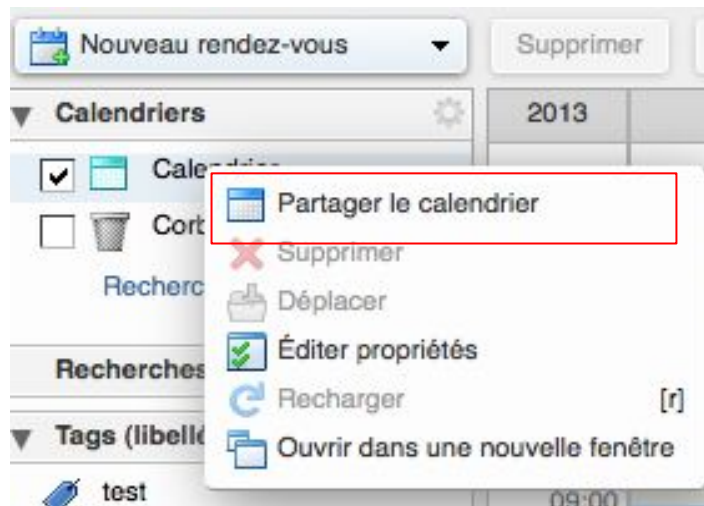 Nouveau rendez-vous Supprimer
Calendriers 2013
Partager le calendrier
Supprimer
Déplacer
Éditer propriétés
Recharger [r]
Recherches
Ouvrir dans une nouvelle fenêtre
test
09:00